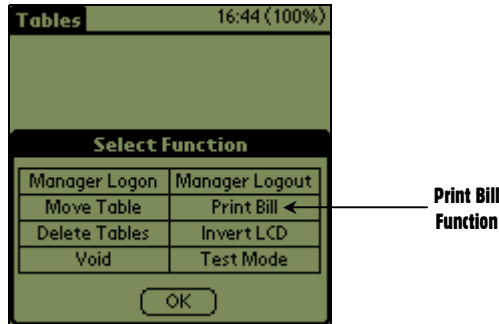 Tables 16:44 (100%)
Select Function
Manager Logon Manager Logout
Move Table Print Bill
Delete Tables Invert LCD
Void Test Mode
OK
Print Bill
Function